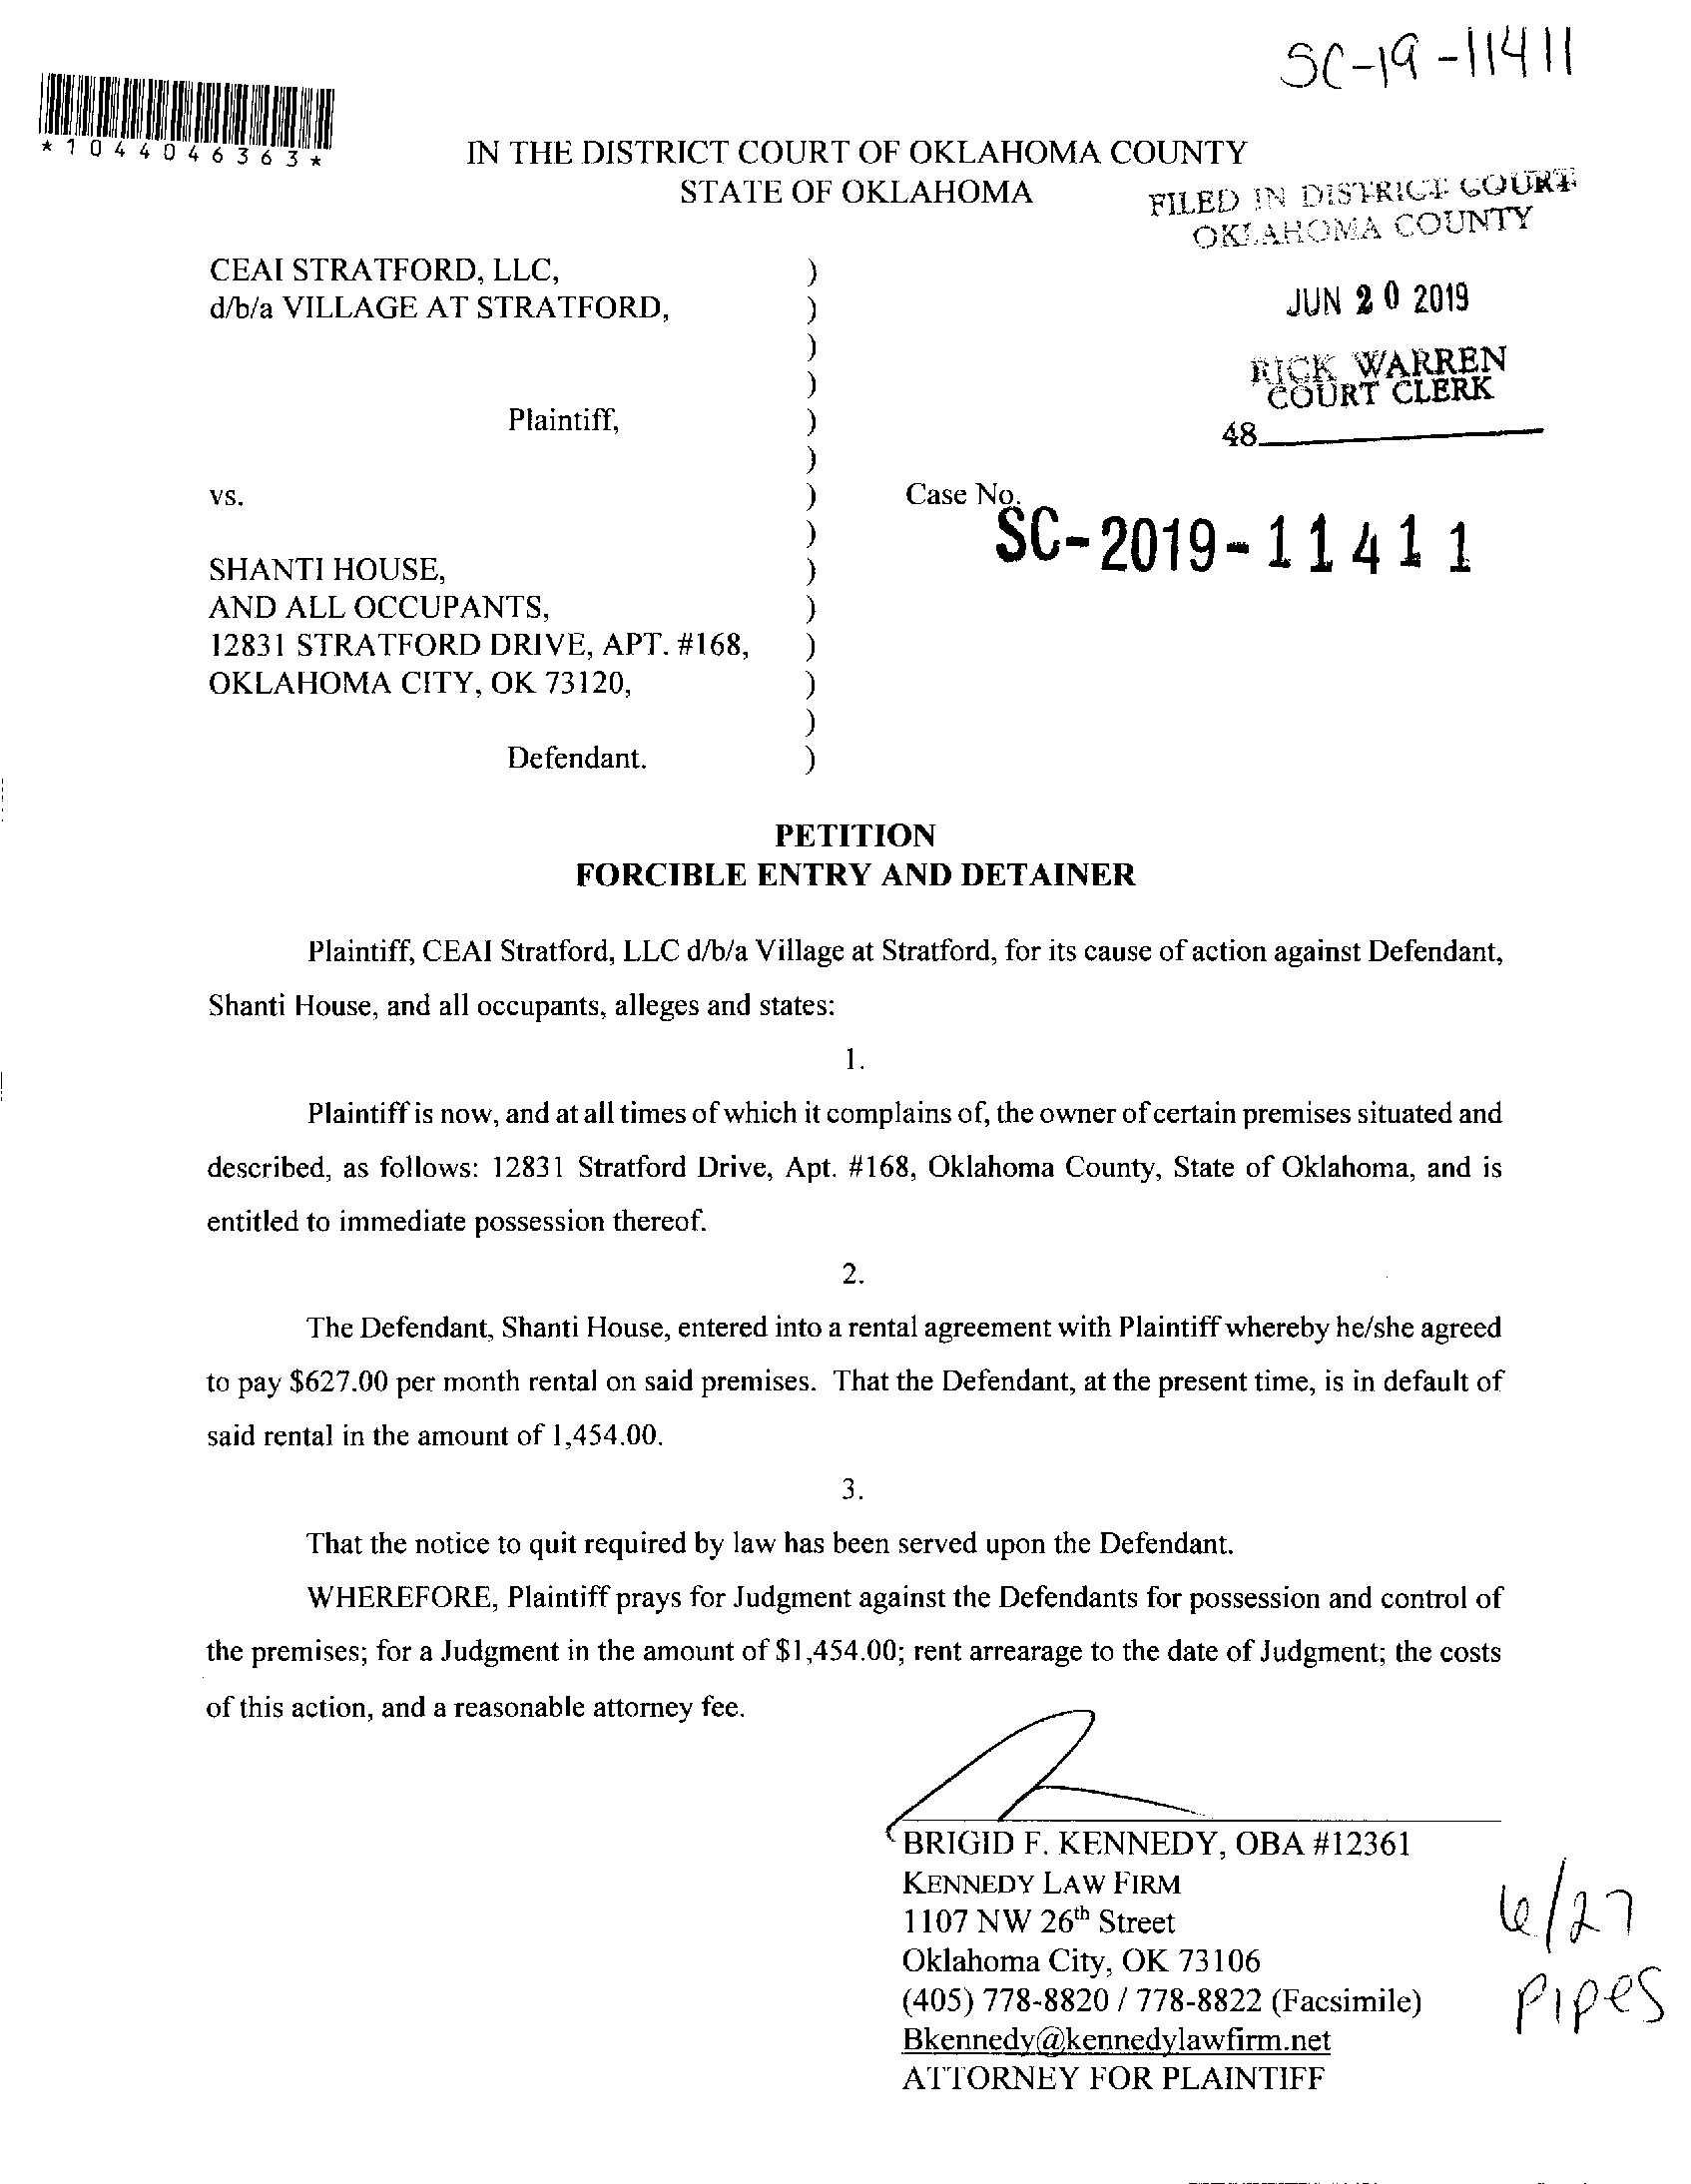 SC-19-11411
*1044046363*
IN THE DISTRICT COURT OF OKLAHOMA COUNTY
STATE OF OKLAHOMA
FILED IN DISTRICT COURT
OKLAHOMA COUNTY
JUN 20 2019
RICK WARREN
COURT CLERK
48
CEAI STRATFORD, LLC, )
d/b/a VILLAGE AT STRATFORD, )
)
)
Plaintiff, )
)
vs. ) Case No.
SC-2019-11411
)
SHANTI HOUSE, )
AND ALL OCCUPANTS, )
12831 STRATFORD DRIVE, APT. #168, )
OKLAHOMA CITY, OK 73120, )
)
Defendant. )
PETITION
FORCIBLE ENTRY AND DETAINER
Plaintiff, CEAI Stratford, LLC d/b/a Village at Stratford, for its cause of action against Defendant,
Shanti House, and all occupants, alleges and states:
1.
Plaintiff is now, and at all times of which it complains of, the owner of certain premises situated and
described, as follows: 12831 Stratford Drive, Apt. #168, Oklahoma County, State of Oklahoma, and is
entitled to immediate possession thereof.
2.
The Defendant, Shanti House, entered into a rental agreement with Plaintiff whereby he/she agreed
to pay $627.00 per month rental on said premises. That the Defendant, at the present time, is in default of
said rental in the amount of 1,454.00.
3.
That the notice to quit required by law has been served upon the Defendant.
WHEREFORE, Plaintiff prays for Judgment against the Defendants for possession and control of
the premises; for a Judgment in the amount of $1,454.00; rent arrearage to the date of Judgment; the costs
of this action, and a reasonable attorney fee.
BRIGID F. KENNEDY, OBA #12361
KENNEDY LAW FIRM
1107 NW 26th Street
Oklahoma City, OK 73106
(405) 778-8820 / 778-8822 (Facsimile)
Bkennedy@kennedylawfirm.net
ATTORNEY FOR PLAINTIFF
6/27
Pipes